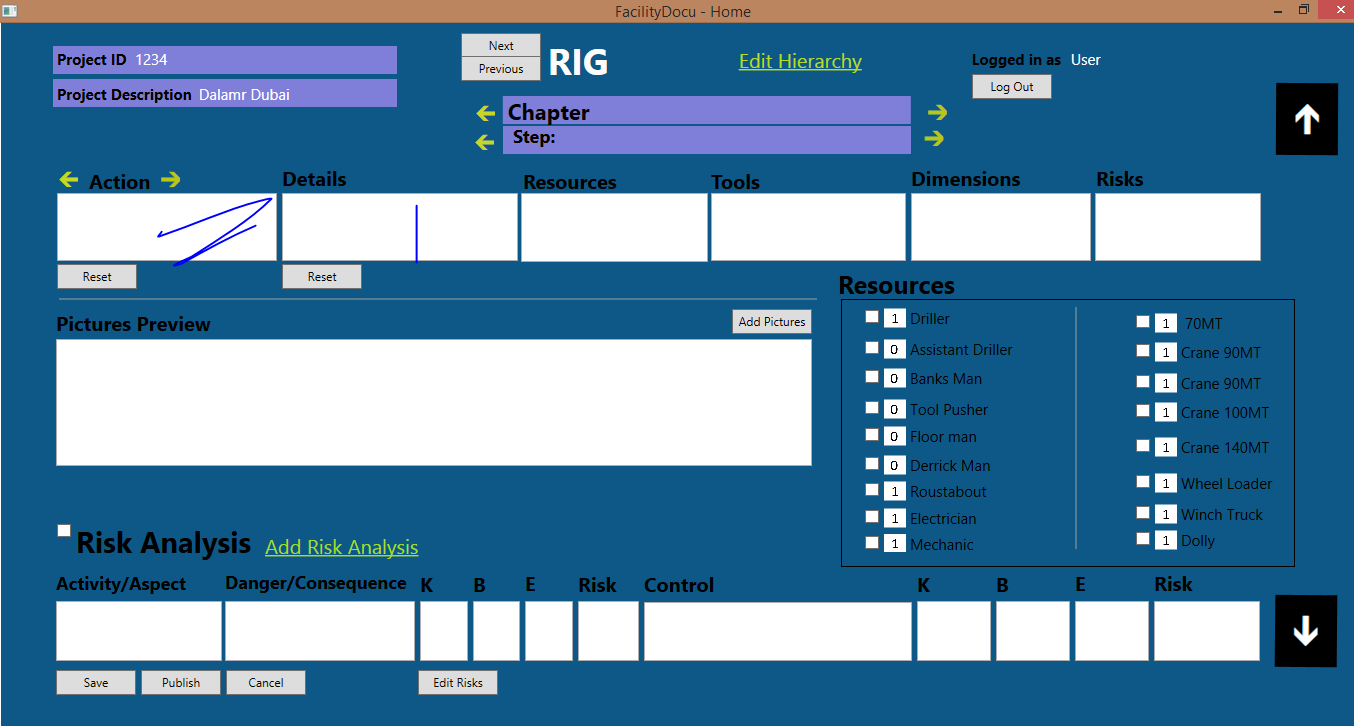 FacilityDocu - Home
Project ID 1234
Project Description Dalamr Dubai
Next
Previous
RIG
Edit Hierarchy
Logged in as User
Log Out
Chapter
Step:
Action
Details
Resources
Tools
Dimensions
Risks
Reset
Reset
Pictures Preview
Add Pictures
Resources
1 Driller
0 Assistant Driller
0 Banks Man
0 Tool Pusher
0 Floor man
0 Derrick Man
1 Roustabout
1 Electrician
1 Mechanic
1 70MT
1 Crane 90MT
1 Crane 90MT
1 Crane 100MT
1 Crane 140MT
1 Wheel Loader
1 Winch Truck
1 Dolly
Risk Analysis
Add Risk Analysis
Activity/Aspect Danger/Consequence K B E Risk Control K B E Risk
Save
Publish
Cancel
Edit Risks